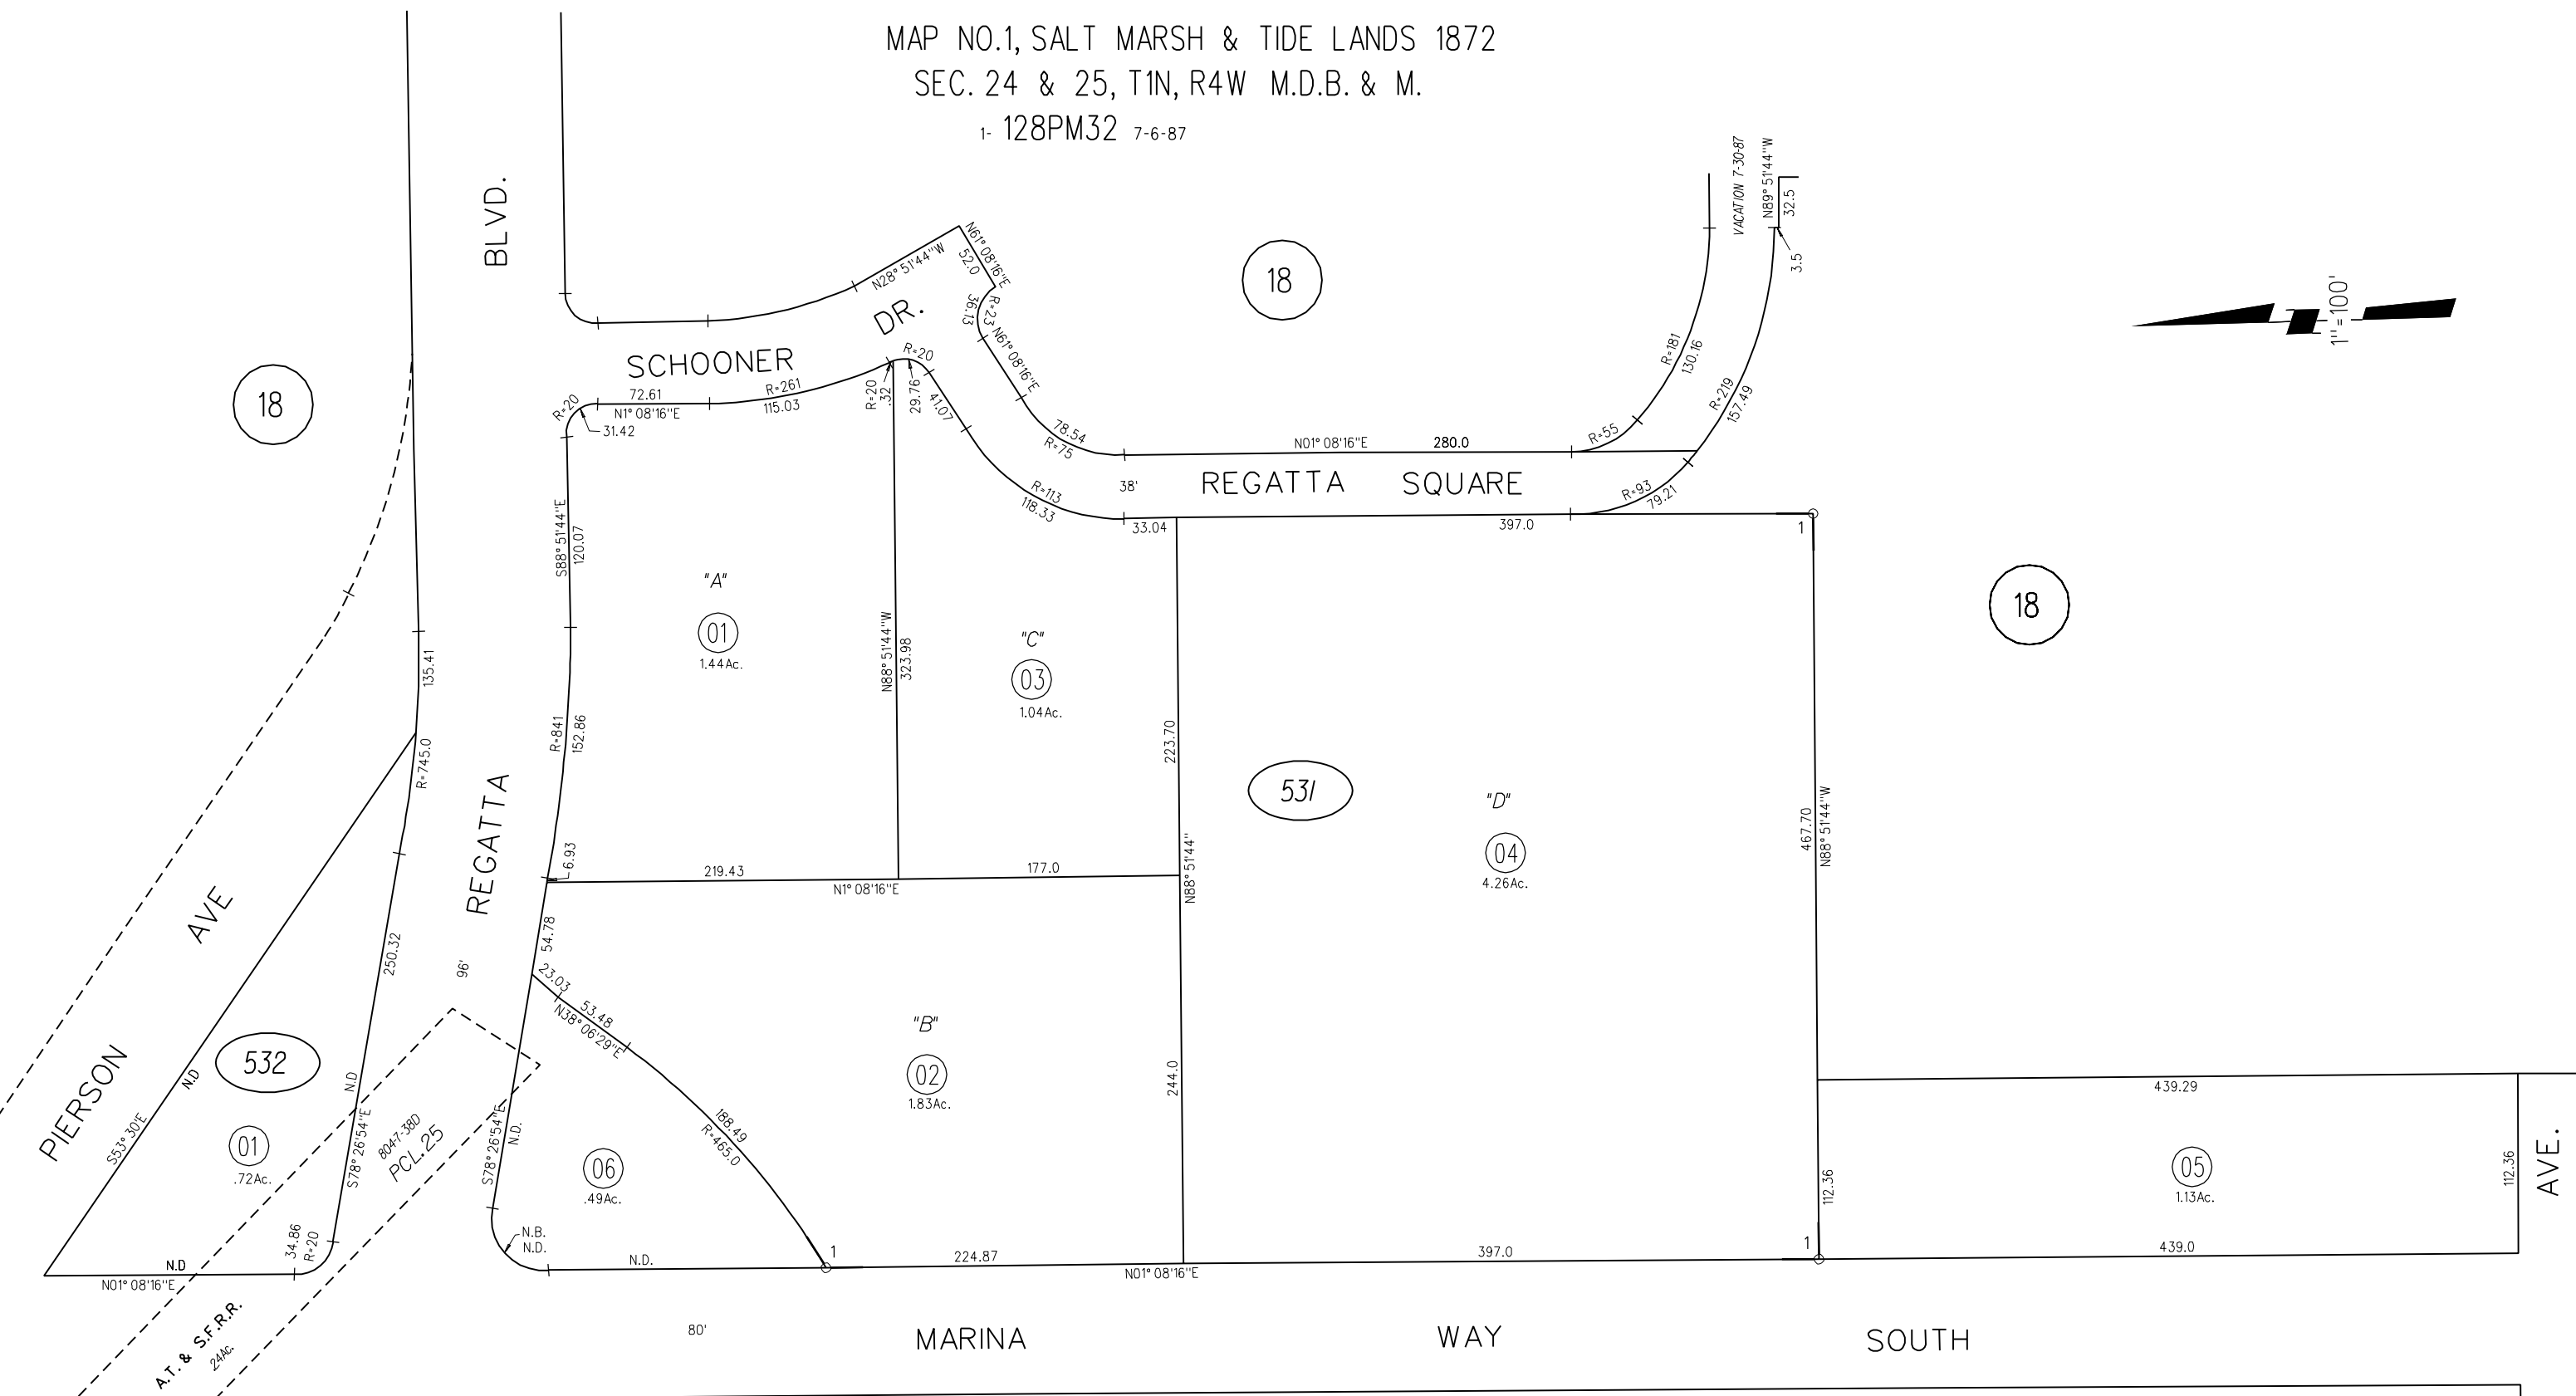 MAP NO.1, SALT MARSH & TIDE LANDS 1872
SEC. 24 & 25, T1N, R4W M.D.B. & M.
1- 128PM32 7-6-87
BLVD.
18
18
18
VACATION 7-30-87
N89° 51'44"W
32.5
3.5
1"=100'
N28° 51'44"W
N61° 08'16"E
52.0
DR.
R=23
36.13
N61° 08'16"E
SCHOONER
R=20
31.42
72.61
N1° 08'16"E
R=261
115.03
R=20
.32
R=20
29.76
41.07
78.54
R=75
R=113
118.33
38'
33.04
N01° 08'16"E
280.0
REGATTA SQUARE
397.0
R=55
R=181
130.16
R=219
157.49
R=93
79.21
1
S88° 51'44"E
120.07
"A"
01
1.44Ac.
N88° 51'44"W
323.98
"C"
03
1.04Ac.
135.41
R=745.0
R=841
152.86
223.70
531
"D"
04
4.26Ac.
467.70
N88° 51'44"W
REGATTA
6.93
219.43
N1° 08'16"E
177.0
N88° 51'44"
AVE
PIERSON
250.32
96'
54.78
23.03
53.48
N38° 06'29"E
"B"
02
1.83Ac.
244.0
188.49
R=465.0
532
N.D
S53° 30'E
01
.72Ac.
N.D
S78° 26'54"E
804-7-38D
PCL.25
S78° 26'54"E
N.D.
06
.49Ac.
34.86
R=20
N.B.
N.D.
N.D
N01° 08'16"E
N.D.
1
224.87
N01° 08'16"E
397.0
1
112.36
439.29
05
1.13Ac.
112.36
439.0
AVE.
A.T. & S.F.R.R.
24Ac.
80'
MARINA WAY SOUTH